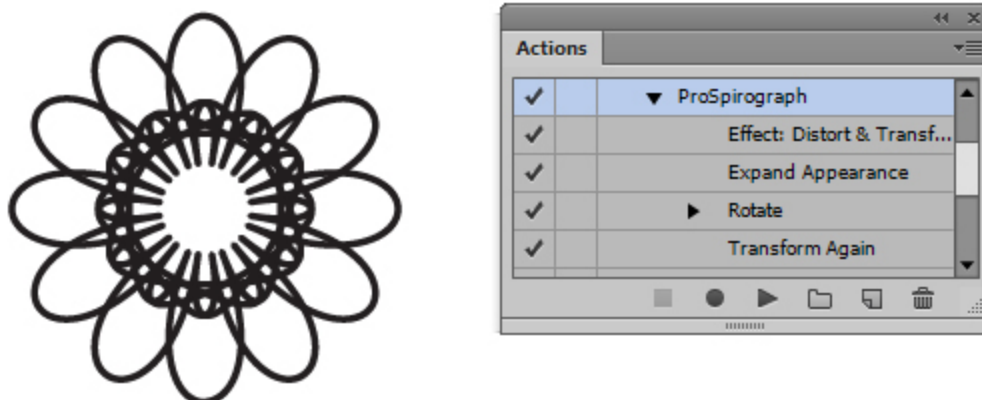 Actions
ProSpirograph
Effect: Distort & Transf...
Expand Appearance
Rotate
Transform Again